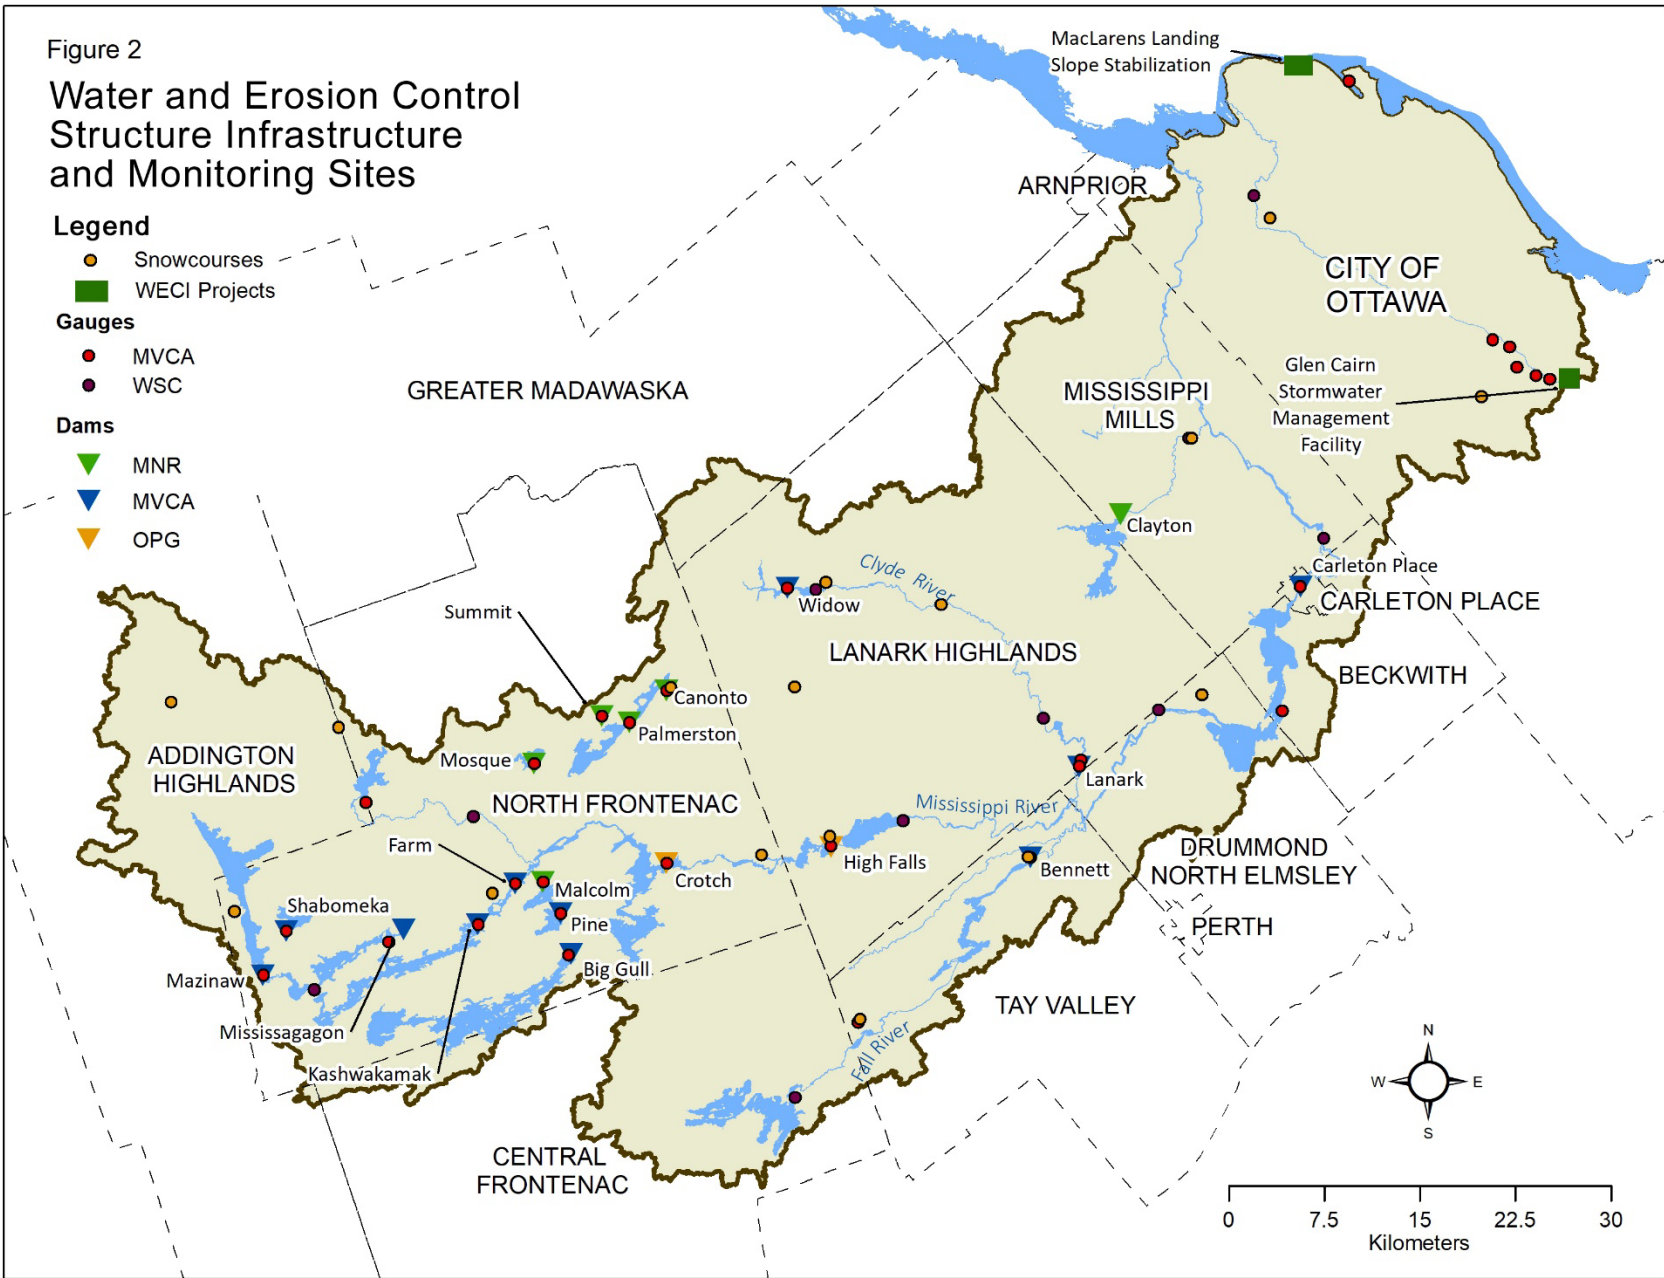 Figure 2
Water and Erosion Control
Structure Infrastructure
and Monitoring Sites
Legend
Snowcourses
WECI Projects
Gauges
MVCA
WSC
Dams
MNR
MVCA
OPG
MacLarens Landing
Slope Stabilization
ARNPRIOR
CITY OF
OTTAWA
Glen Cairn
Stormwater
Management
Facility
GREATER MADAWASKA
MISSISSIPPI
MILLS
Clayton
Carleton Place
CARLETON PLACE
Clyde River
Widow
Summit
LANARK HIGHLANDS
BECKWITH
Canonto
Palmerston
Mosque
ADDINGTON
HIGHLANDS
NORTH FRONTENAC
Lanark
Mississippi River
Farm
High Falls
Crotch
Bennett
DRUMMOND
NORTH ELMSLEY
Malcolm
Shabomeka
Pine
PERTH
Mazinaw
Big Gull
TAY VALLEY
Mississagagon
Kashwakamak
Fall River
CENTRAL
FRONTENAC
N
W
E
S
0
7.5
15
22.5
30
Kilometers